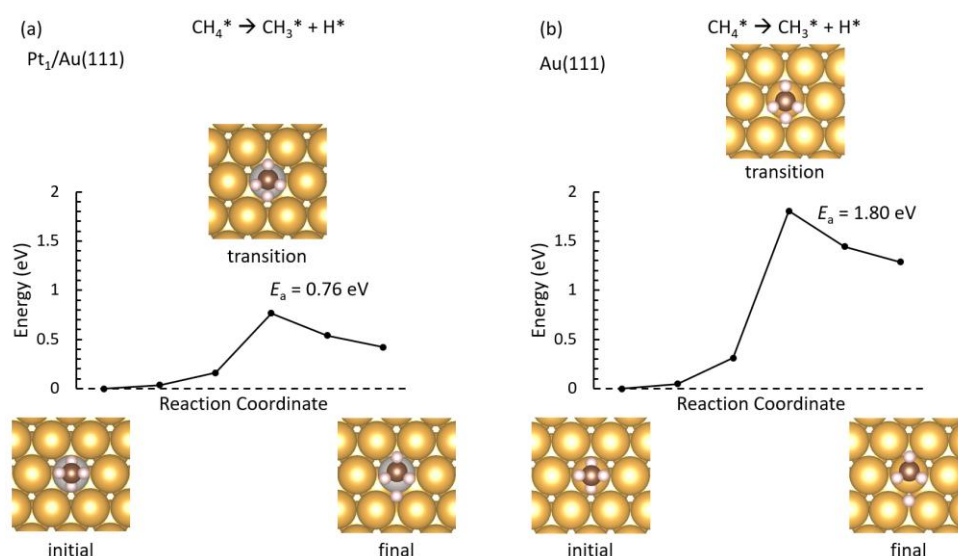 (a)
CH₄* → CH₃* + H*
Pt₁/Au(111)
transition
2
1.5
1
0.5
0
Energy (eV)
Eₐ = 0.76 eV
Reaction Coordinate
initial
final
(b)
CH₄* → CH₃* + H*
Au(111)
transition
2
1.5
1
0.5
0
Energy (eV)
Eₐ = 1.80 eV
Reaction Coordinate
initial
final